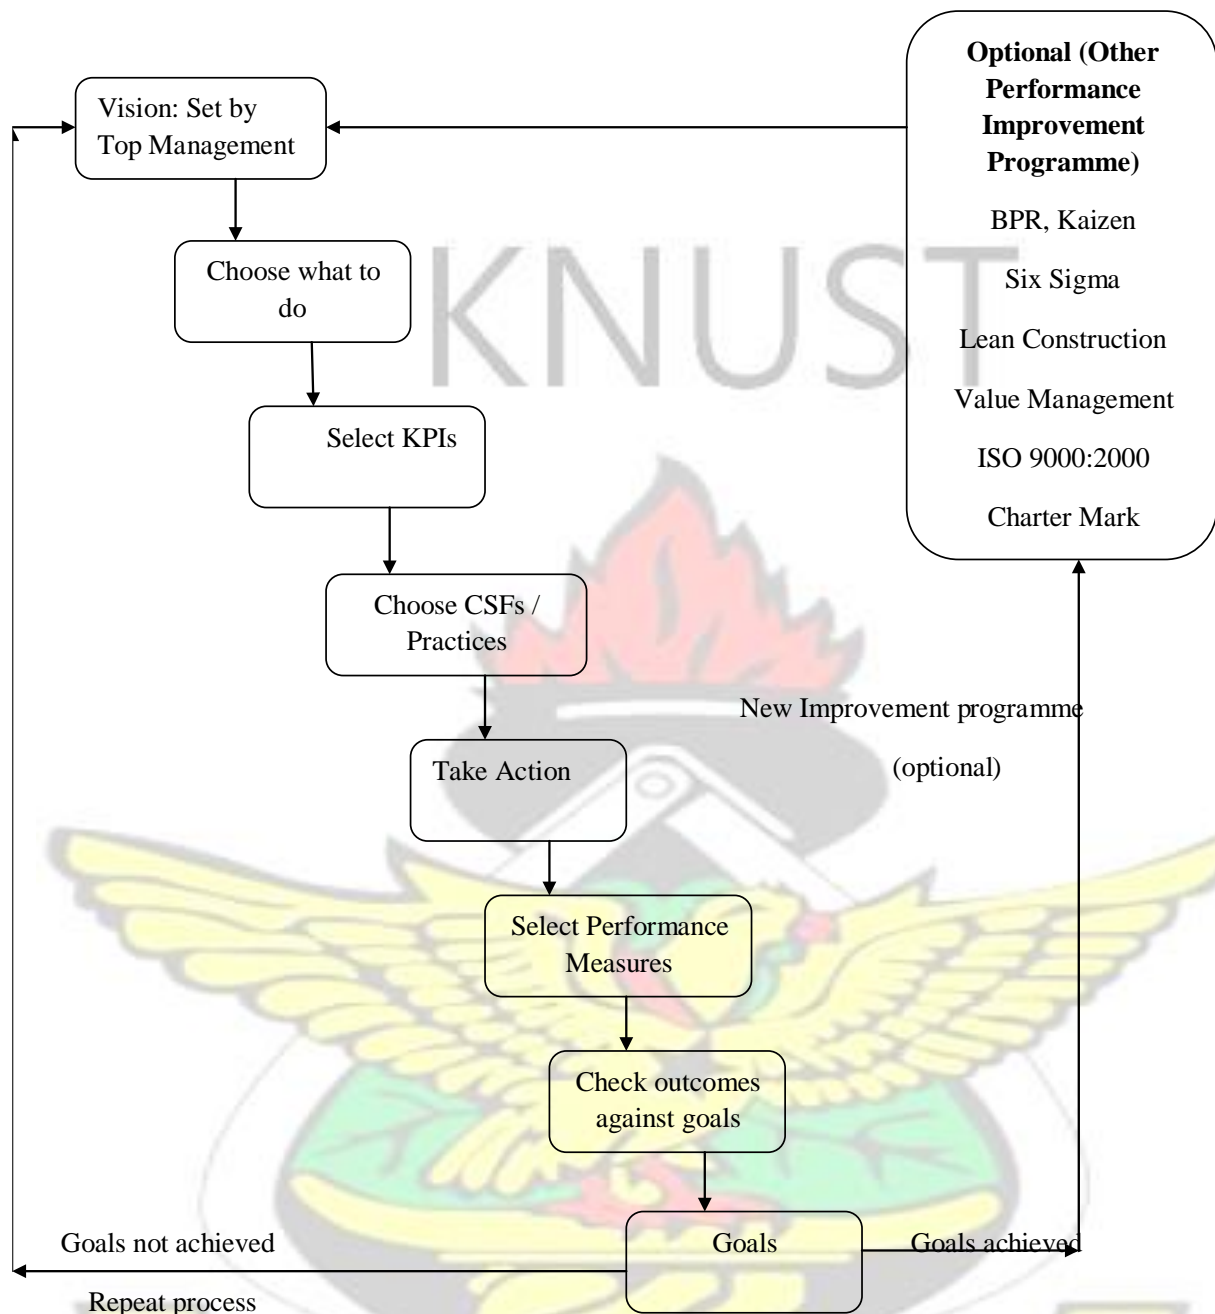 Vision: Set by
Top Management
Choose what to
do
Select KPIs
Choose CSFs /
Practices
Take Action
Select Performance
Measures
Check outcomes
against goals
Goals
Goals not achieved
Repeat process
Goals achieved
New Improvement programme
(optional)
Optional (Other
Performance
Improvement
Programme)
BPR, Kaizen
Six Sigma
Lean Construction
Value Management
ISO 9000:2000
Charter Mark
KNUST